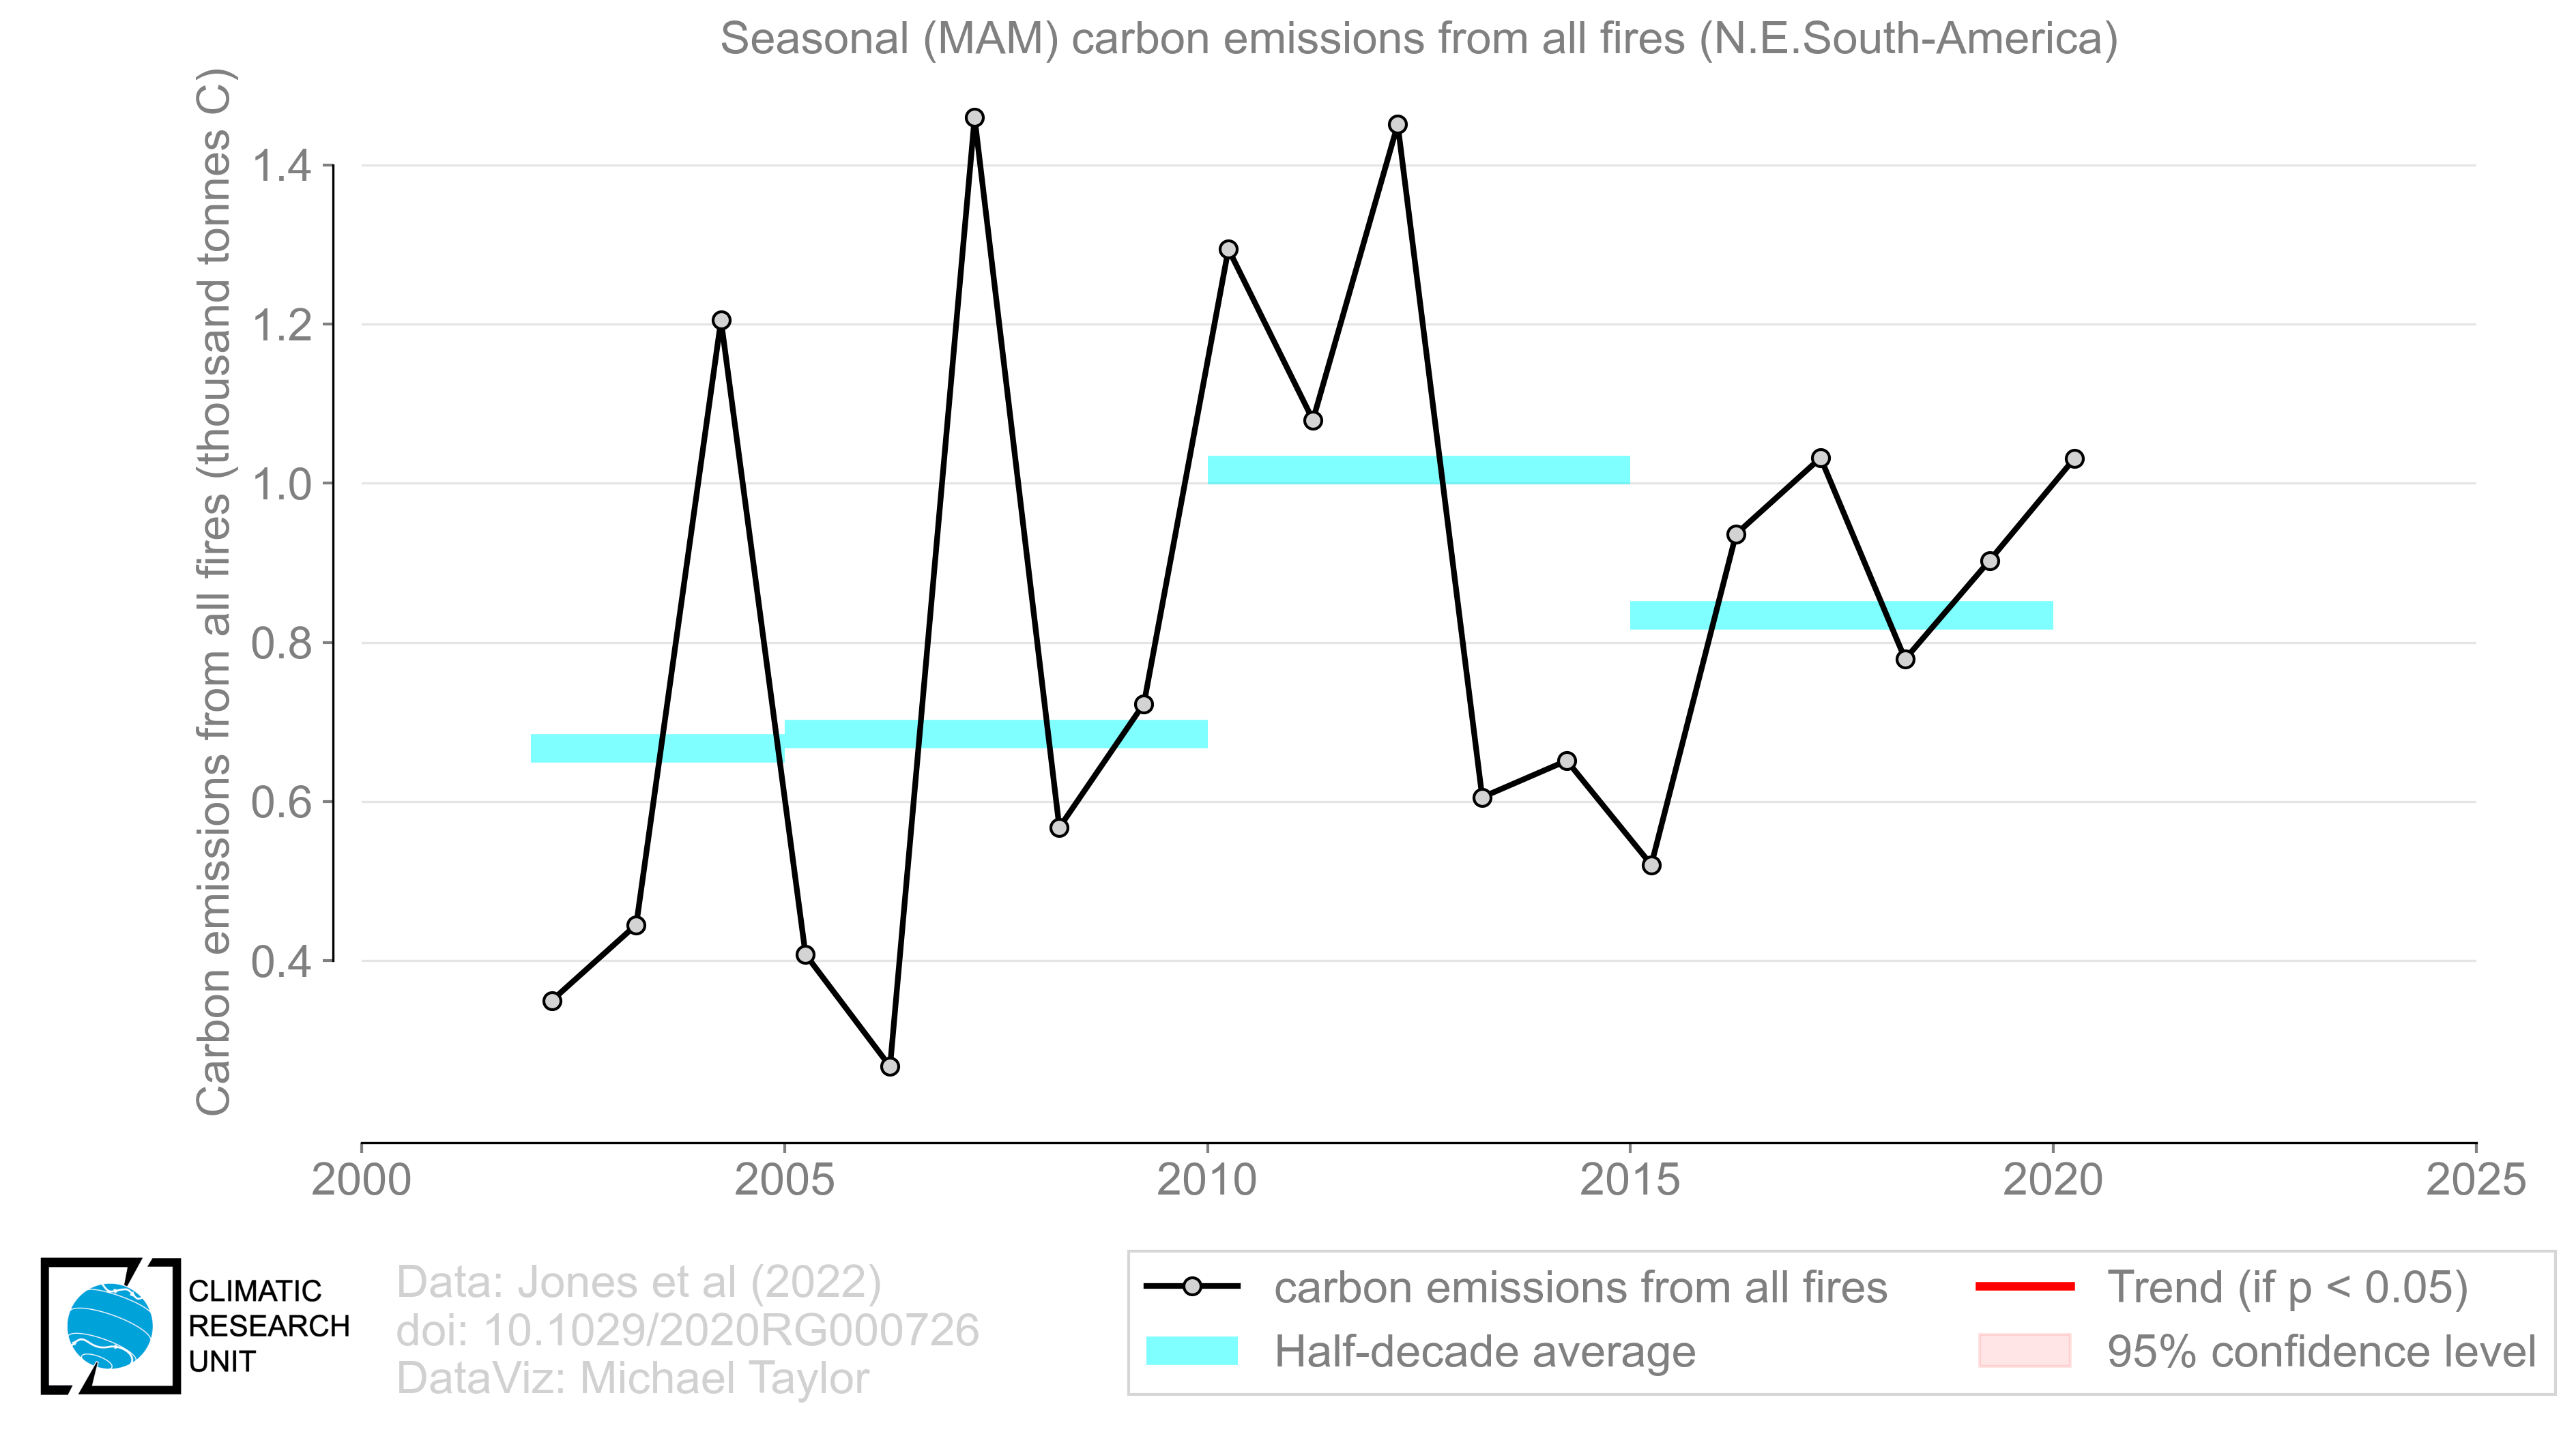 Seasonal (MAM) carbon emissions from all fires (N.E.South-America)
Carbon emissions from all fires (thousand tonnes C)
1.4
1.2
1.0
0.8
0.6
0.4
2000
2005
2010
2015
2020
2025
CLIMATIC
RESEARCH
UNIT
Data: Jones et al (2022)
doi: 10.1029/2020RG000726
DataViz: Michael Taylor
carbon emissions from all fires
Half-decade average
Trend (if p < 0.05)
95% confidence level